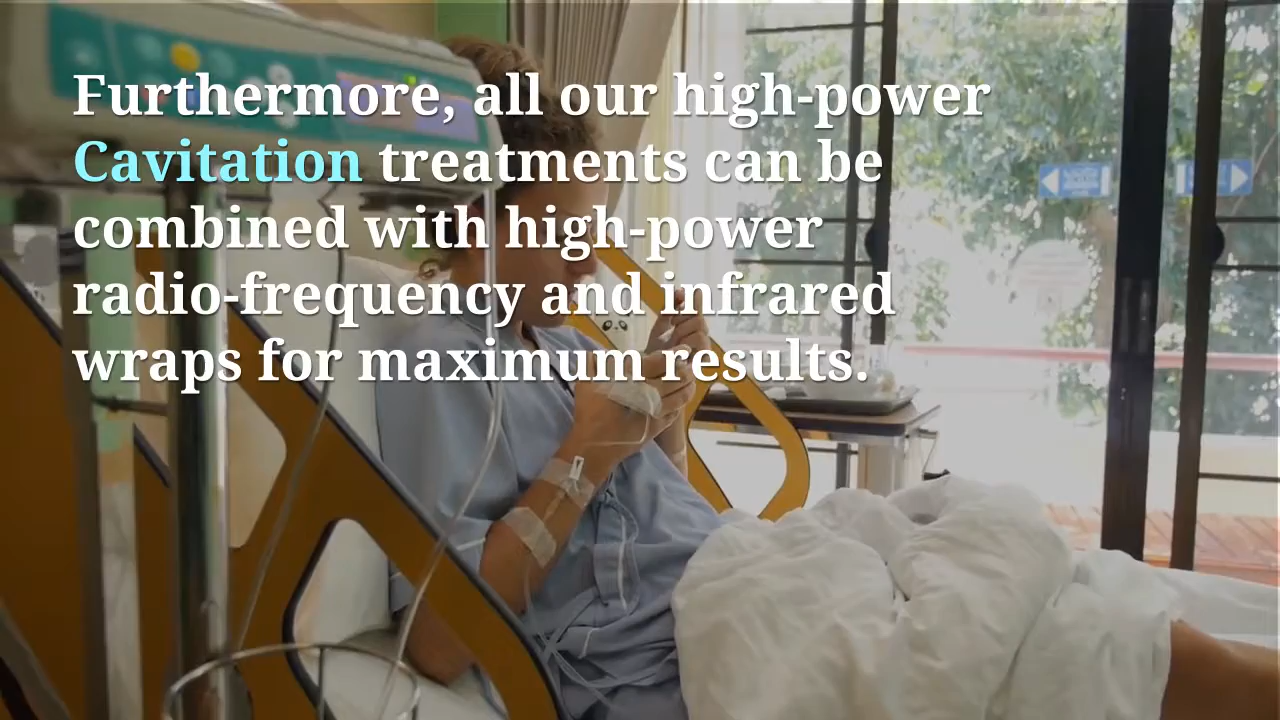 Furthermore, all our high-power
Cavitation treatments can be
combined with high-power
radio-frequency and infrared
wraps for maximum results.